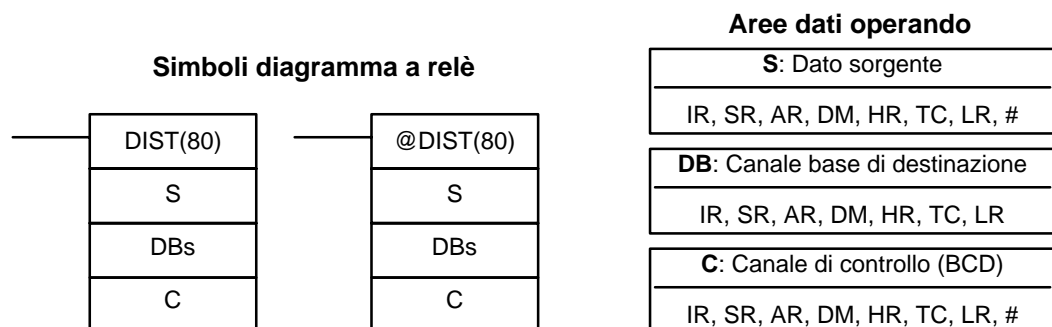 Simboli diagramma a relè
DIST(80)
S
DBs
C
@DIST(80)
S
DBs
C
Aree dati operando
S: Dato sorgente
IR, SR, AR, DM, HR, TC, LR, #
DB: Canale base di destinazione
IR, SR, AR, DM, HR, TC, LR
C: Canale di controllo (BCD)
IR, SR, AR, DM, HR, TC, LR, #